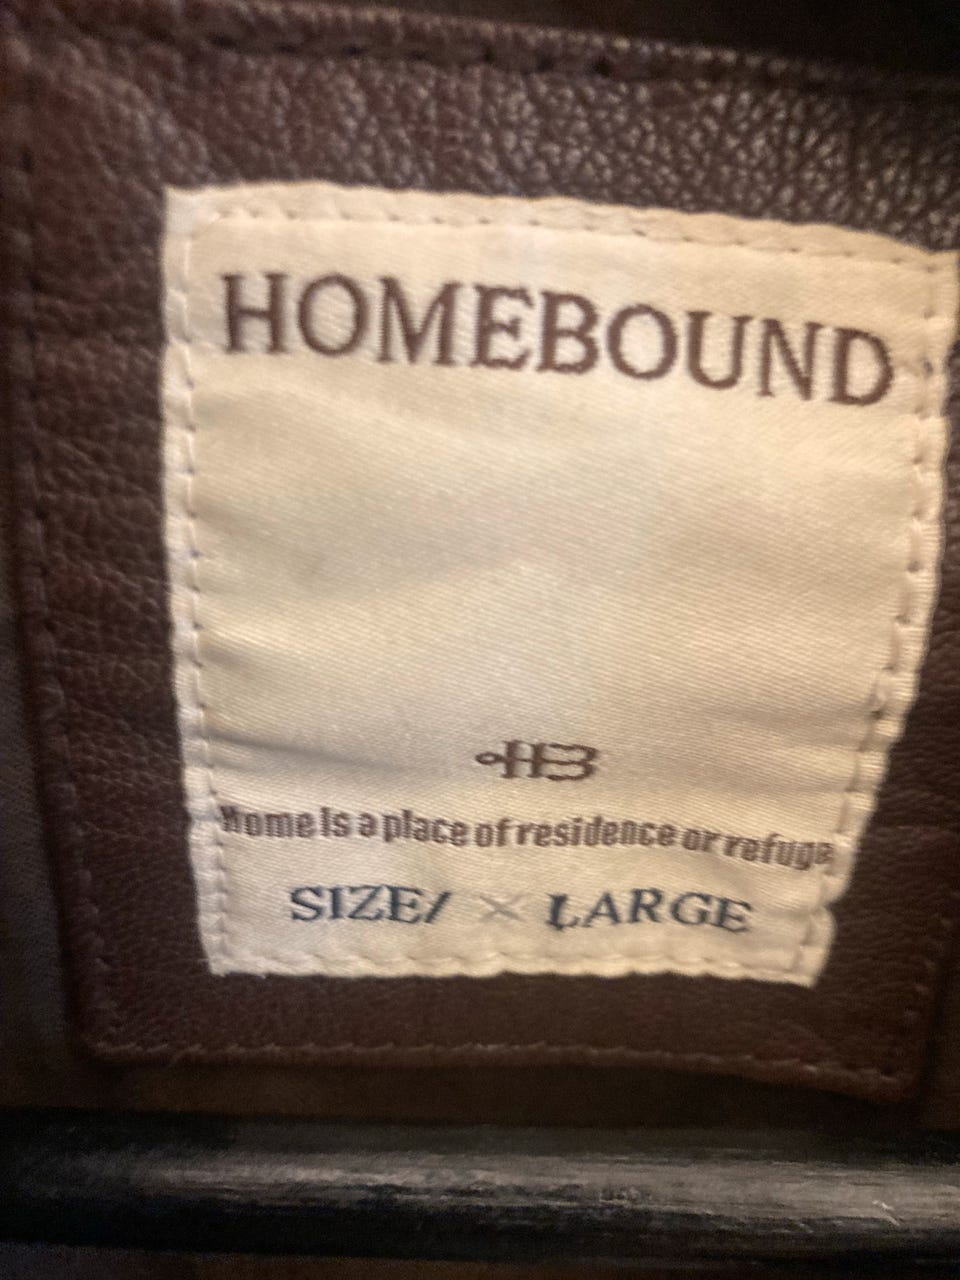 HOMEBOUND
HB
Home Is a place of residence or refuge
SIZE/ X LARGE